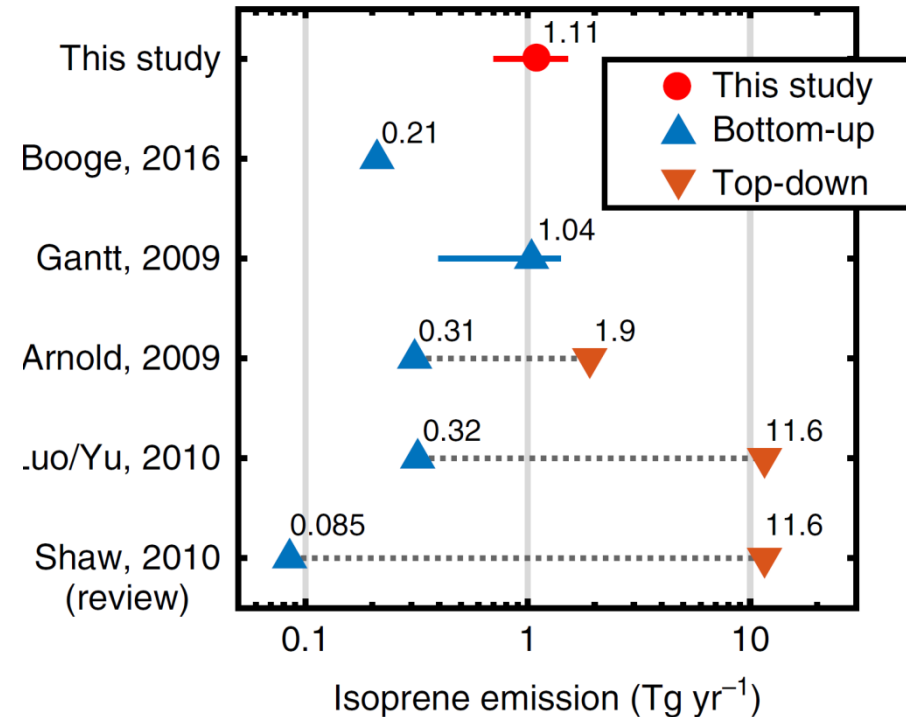 This study
1.11
This study
Bottom-up
Top-down
Booge, 2016
0.21
Gantt, 2009
1.04
Arnold, 2009
0.31
1.9
uo/Yu, 2010
0.32
11.6
Shaw, 2010
(review)
0.085
11.6
0.1
1
10
Isoprene emission (Tg yr⁻¹)